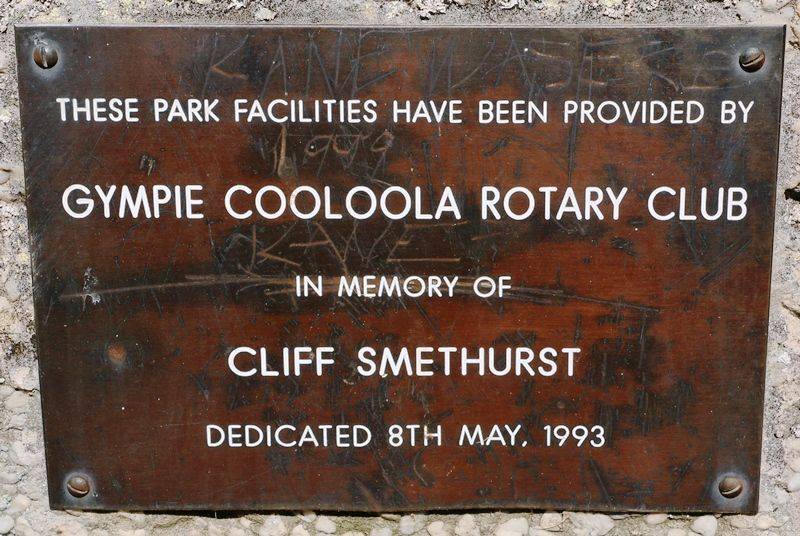 THESE PARK FACILITIES HAVE BEEN PROVIDED BY
GYMPIE COOLOOLA ROTARY CLUB
IN MEMORY OF
CLIFF SMETHURST
DEDICATED 8TH MAY, 1993